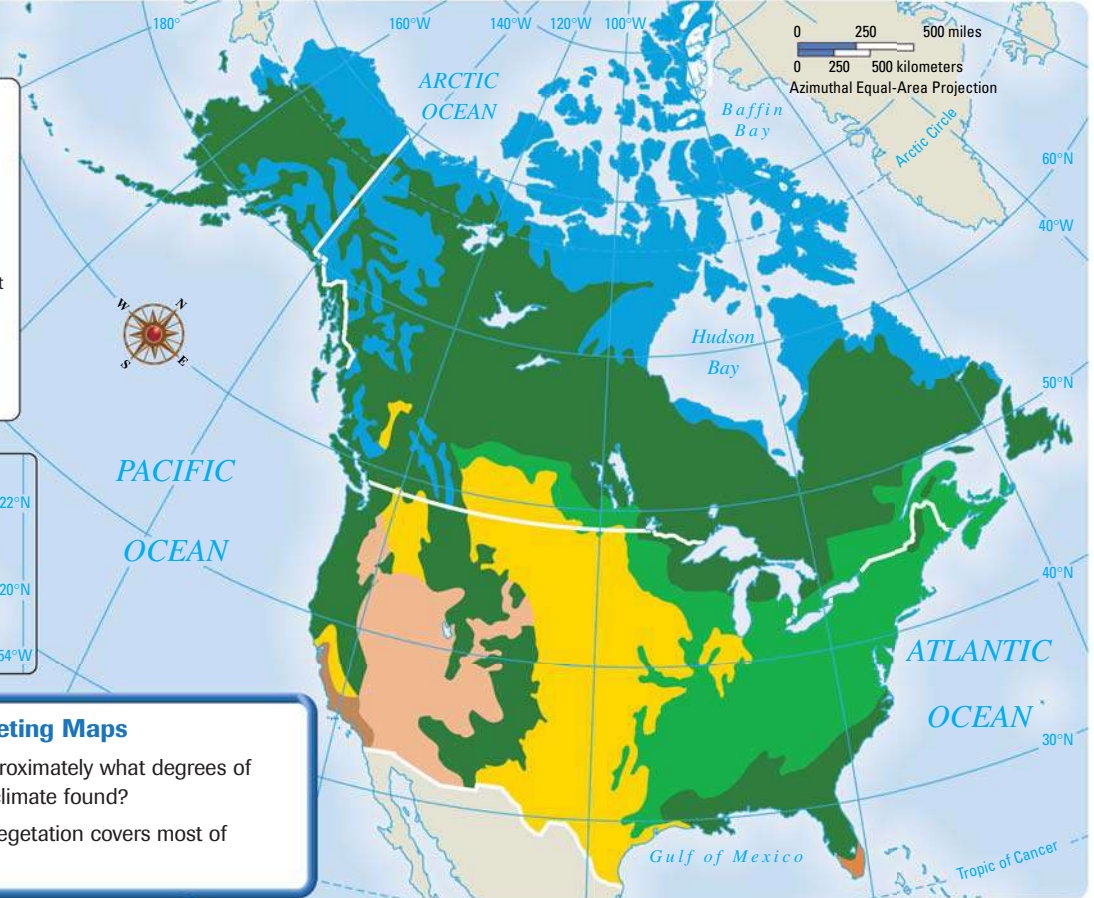 180°
160°W
140°W
120°W
100°W
0 250 500 miles
0 250 500 kilometers
Azimuthal Equal-Area Projection
ARCTIC
OCEAN
Baffin
Bay
Arctic Circle
60°N
40°W
t
W
N
S
E
Hudson
Bay
50°N
PACIFIC
OCEAN
22°N
20°N
54°W
40°N
ATLANTIC
OCEAN
30°N
eting Maps
roximately what degrees of
climate found?
egetation covers most of
Gulf of Mexico
Tropic of Cancer